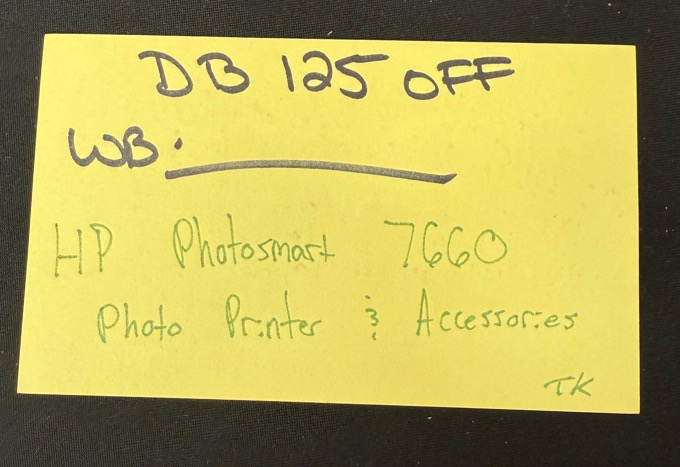 DB 125 OFF
WB.
HP Photosmart 7660
Photo Printer & Accessories
TK